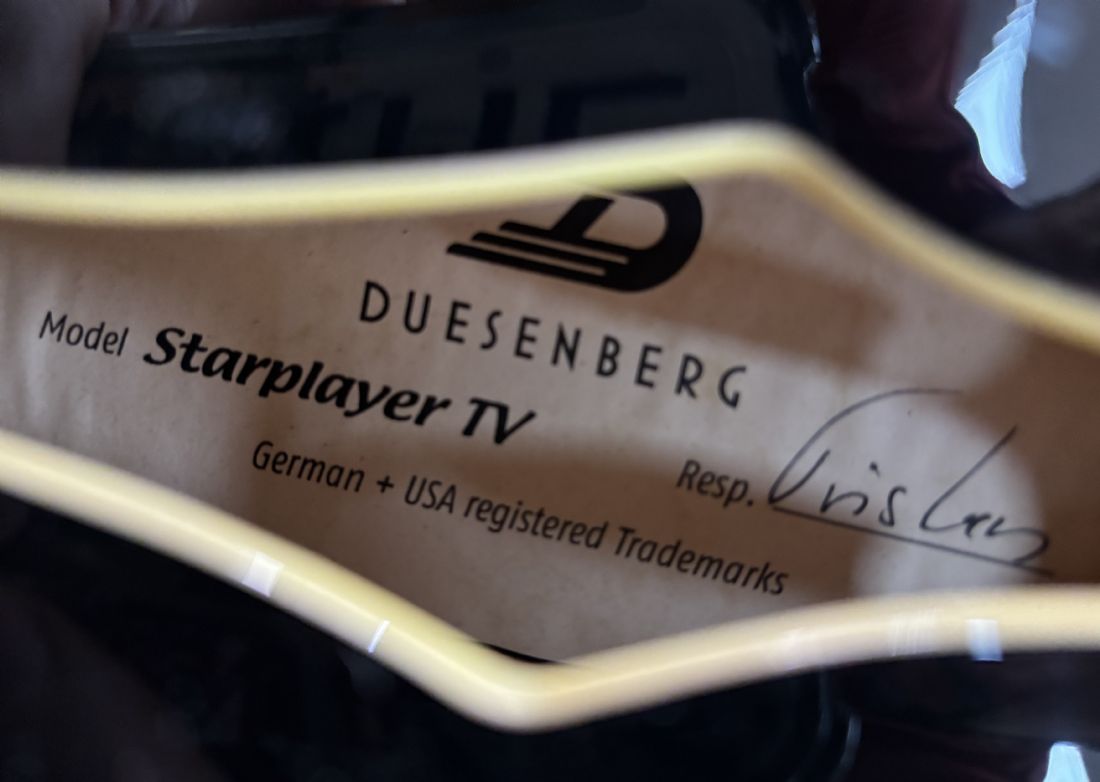 DUESENBERG
Model Starplayer TV
German + USA registered Trademarks
Resp.